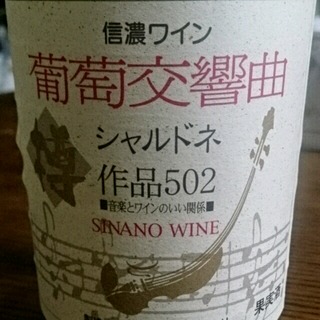 信濃ワイン
葡萄交響曲
シャルドネ
作品502
■音楽とワインのいい関係■
SINANO WINE
果実酒